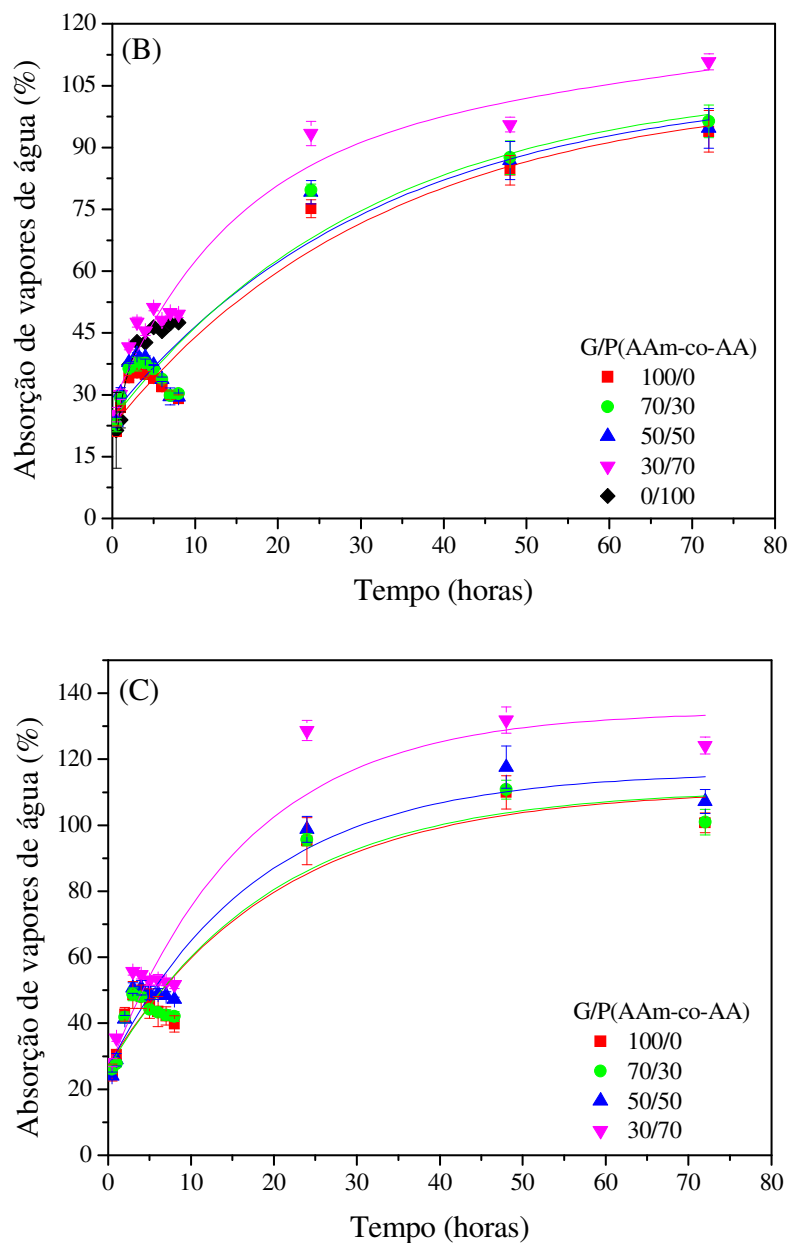 (B)
Absorção de vapores de água (%)
120
105
90
75
60
45
30
15
0
G/P(AAm-co-AA)
100/0
70/30
50/50
30/70
0/100
0 10 20 30 40 50 60 70 80
Tempo (horas)
(C)
Absorção de vapores de água (%)
140
120
100
80
60
40
20
0
G/P(AAm-co-AA)
100/0
70/30
50/50
30/70
0 10 20 30 40 50 60 70 80
Tempo (horas)